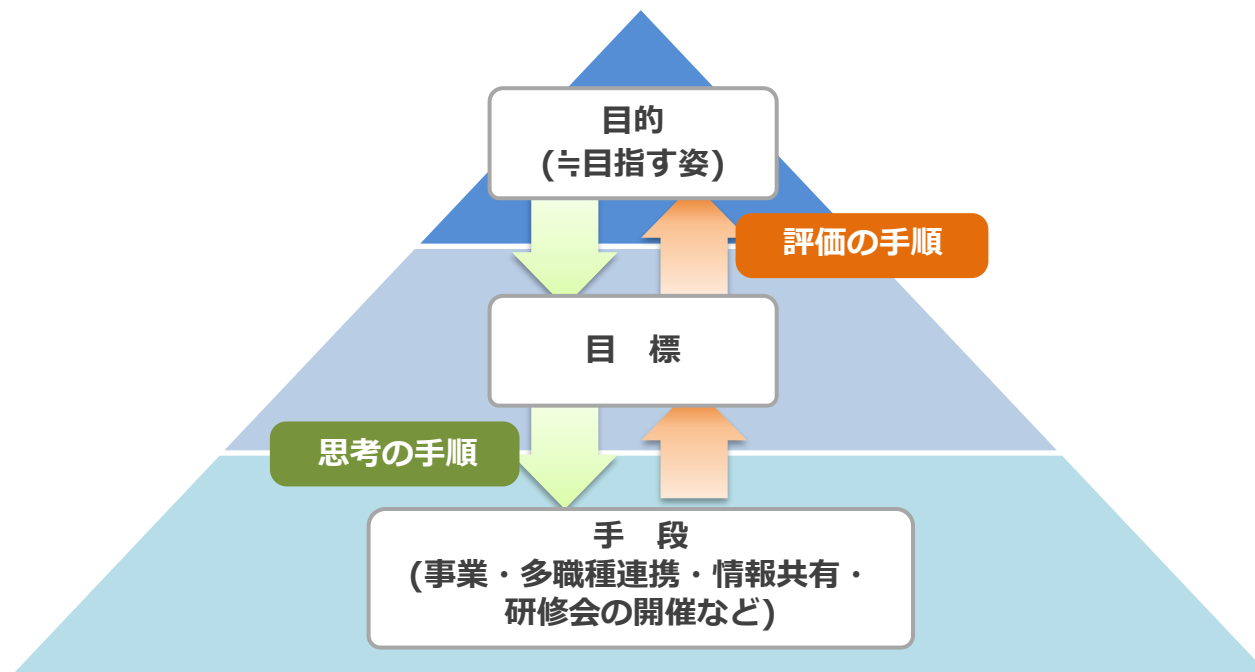 目的
(≒目指す姿)
評価の手順
目　標
思考の手順
手　段
(事業・多職種連携・情報共有・
研修会の開催など)